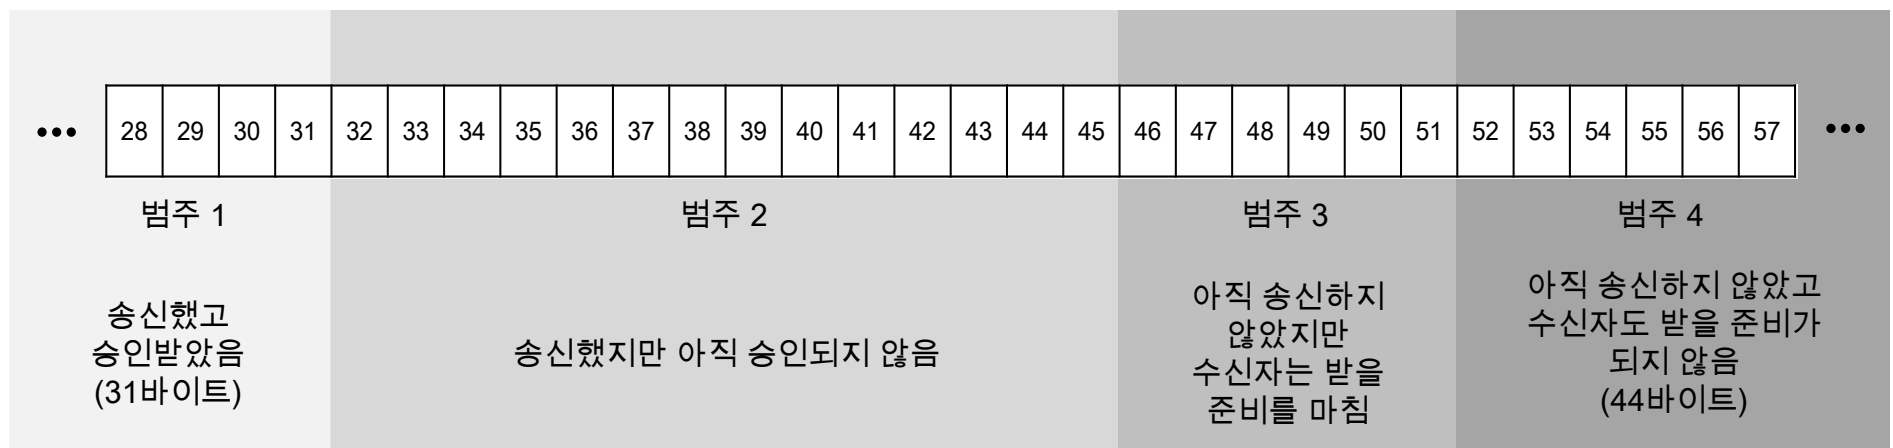 ••• 28 29 30 31 32 33 34 35 36 37 38 39 40 41 42 43 44 45 46 47 48 49 50 51 52 53 54 55 56 57 •••
범주 1
범주 2
범주 3
범주 4
송신했고
승인받았음
(31바이트)
송신했지만 아직 승인되지 않음
아직 송신하지
않았지만
수신자는 받을
준비를 마침
아직 송신하지 않았고
수신자도 받을 준비가
되지 않음
(44바이트)